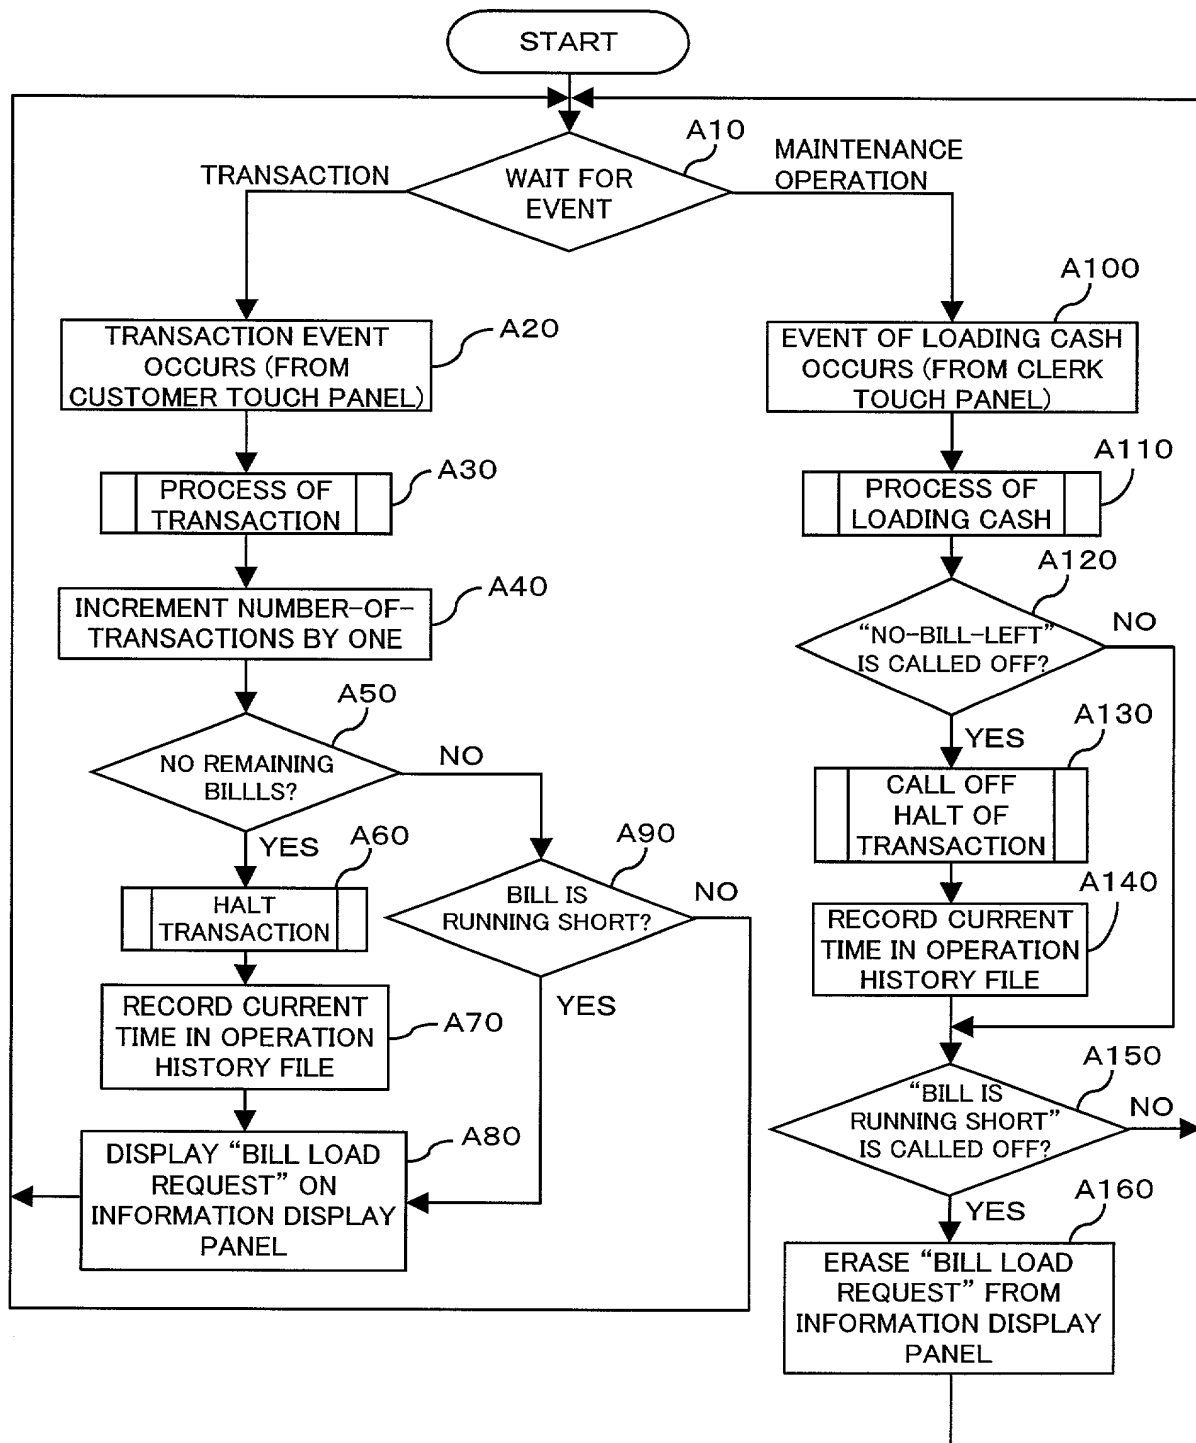 START
A10
TRANSACTION
WAIT FOR
EVENT
MAINTENANCE
OPERATION
TRANSACTION EVENT
OCCURS (FROM
CUSTOMER TOUCH PANEL)
A20
PROCESS OF
TRANSACTION
A30
INCREMENT NUMBER-OF-
TRANSACTIONS BY ONE
A40
NO REMAINING
BILLLS?
A50
NO
YES
HALT
TRANSACTION
A60
RECORD CURRENT
TIME IN OPERATION
HISTORY FILE
A70
DISPLAY “BILL LOAD
REQUEST” ON
INFORMATION DISPLAY
PANEL
A80
BILL IS
RUNNING SHORT?
A90
NO
YES
A100
EVENT OF LOADING CASH
OCCURS (FROM CLERK
TOUCH PANEL)
A110
PROCESS OF
LOADING CASH
A120
“NO-BILL-LEFT”
IS CALLED OFF?
NO
YES
A130
CALL OFF
HALT OF
TRANSACTION
A140
RECORD CURRENT
TIME IN OPERATION
HISTORY FILE
A150
“BILL IS
RUNNING SHORT”
IS CALLED OFF?
NO
YES
A160
ERASE “BILL LOAD
REQUEST” FROM
INFORMATION DISPLAY
PANEL